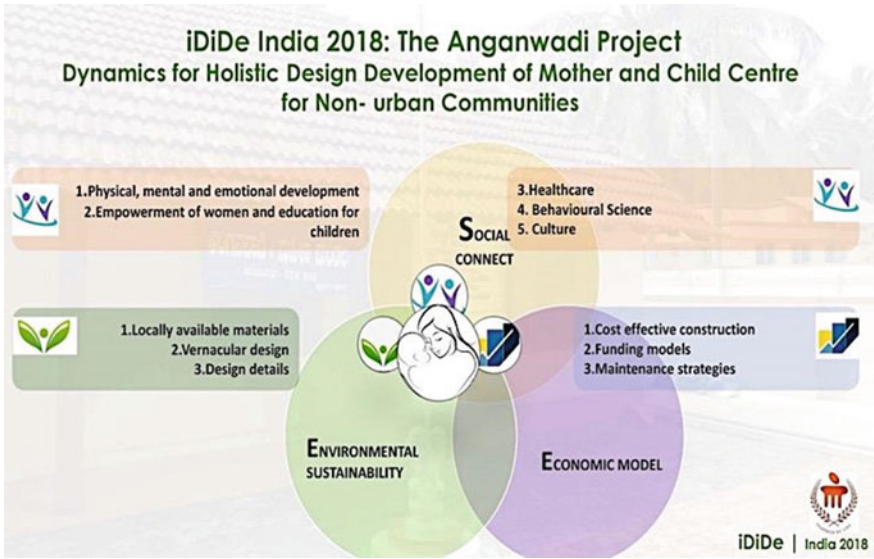 iDiDe India 2018: The Anganwadi Project
Dynamics for Holistic Design Development of Mother and Child Centre
for Non- urban Communities
1.Physical, mental and emotional development
2.Empowerment of women and education for
children
SOCIAL
CONNECT
3.Healthcare
4. Behavioural Science
5. Culture
1.Locally available materials
2.Vernacular design
3.Design details
1.Cost effective construction
2.Funding models
3.Maintenance strategies
ENVIRONMENTAL
SUSTAINABILITY
ECONOMIC MODEL
iDiDe | India 2018